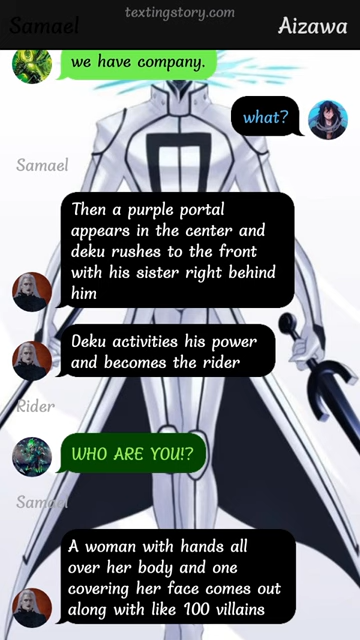 textingstory.com
Samael
Aizawa
we have company.
what?
Samael
Then a purple portal
appears in the center and
deku rushes to the front
with his sister right behind
him
Deku activities his power
and becomes the rider
Rider
WHO ARE YOU!?
Samael
A woman with hands all
over her body and one
covering her face comes out
along with like 100 villains